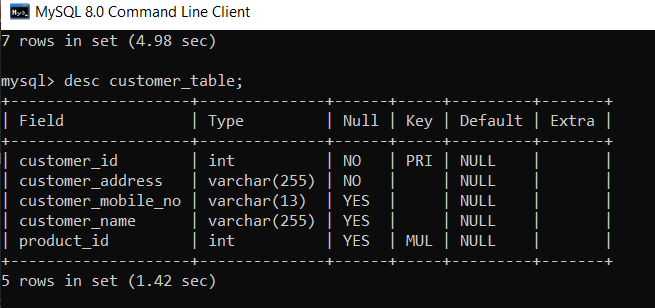 MySQL 8.0 Command Line Client
7 rows in set (4.98 sec)
mysql> desc customer_table;
+--------------------+--------------+------+-----+---------+-------+
| Field              | Type         | Null | Key | Default | Extra |
+--------------------+--------------+------+-----+---------+-------+
| customer_id        | int          | NO   | PRI | NULL    |       |
| customer_address   | varchar(255) | NO   |     | NULL    |       |
| customer_mobile_no | varchar(13)  | YES  |     | NULL    |       |
| customer_name      | varchar(255) | YES  |     | NULL    |       |
| product_id         | int          | YES  | MUL | NULL    |       |
+--------------------+--------------+------+-----+---------+-------+
5 rows in set (1.42 sec)